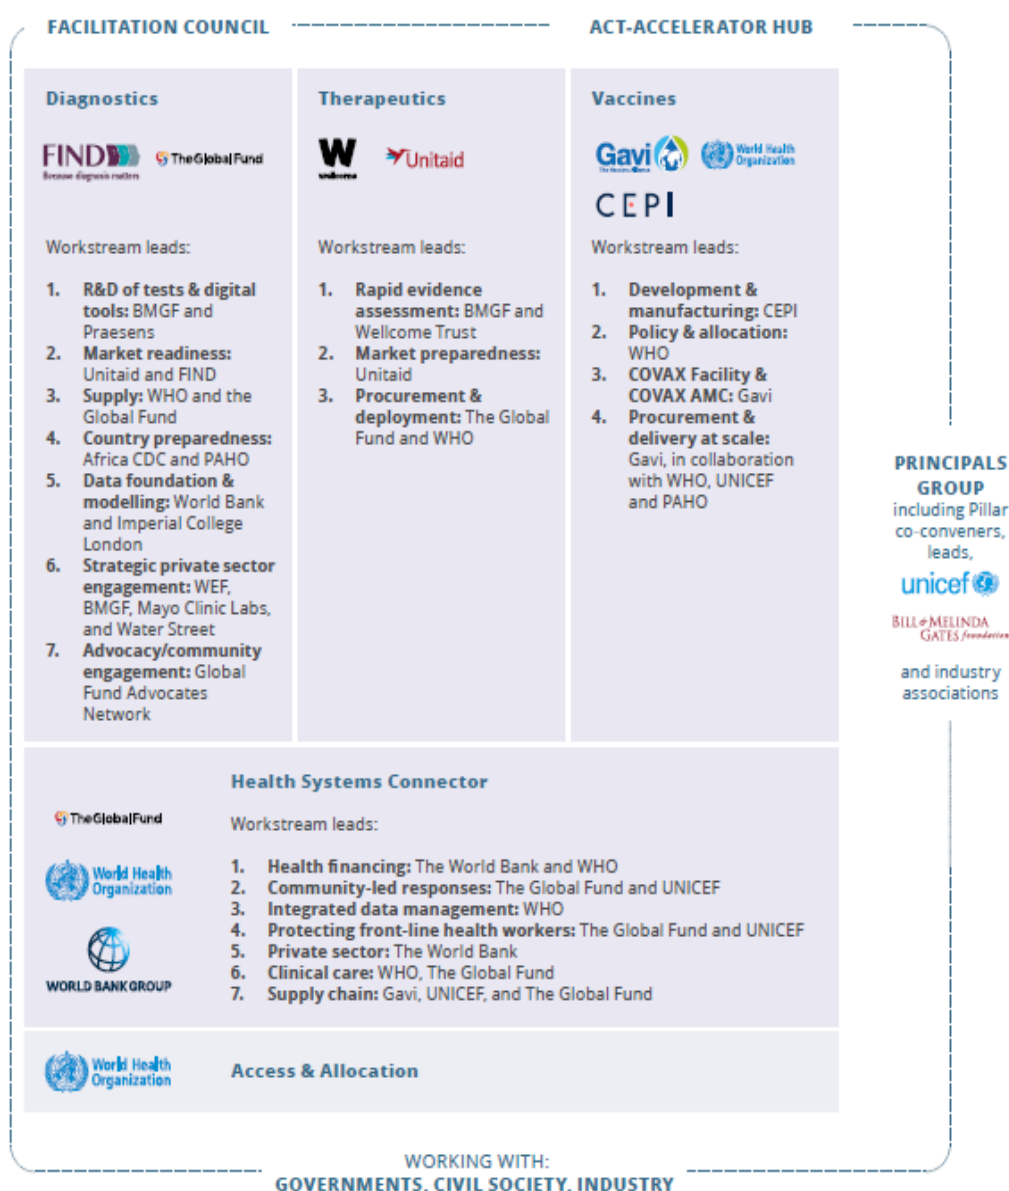 FACILITATION COUNCIL
ACT-ACCELERATOR HUB
Diagnostics
FIND
Because diagnosis matters
The Global Fund
Workstream leads:
1. R&D of tests & digital
tools: BMGF and
Praesens
2. Market readiness:
Unitaid and FIND
3. Supply: WHO and the
Global Fund
4. Country preparedness:
Africa CDC and PAHO
5. Data foundation &
modelling: World Bank
and Imperial College
London
6. Strategic private sector
engagement: WEF,
BMGF, Mayo Clinic Labs,
and Water Street
7. Advocacy/community
engagement: Global
Fund Advocates
Network
Therapeutics
W
wellcome
Unitaid
Workstream leads:
1. Rapid evidence
assessment: BMGF and
Wellcome Trust
2. Market preparedness:
Unitaid
3. Procurement &
deployment: The Global
Fund and WHO
Vaccines
Gavi
The Vaccine Alliance
World Health
Organization
CEPI
Workstream leads:
1. Development &
manufacturing: CEPI
2. Policy & allocation:
WHO
3. COVAX Facility &
COVAX AMC: Gavi
4. Procurement &
delivery at scale:
Gavi, in collaboration
with WHO, UNICEF
and PAHO
PRINCIPALS
GROUP
including Pillar
co-conveners,
leads,
unicef
BILL & MELINDA
GATES foundation
and industry
associations
The Global Fund
World Health
Organization
WORLD BANK GROUP
Health Systems Connector
Workstream leads:
1. Health financing: The World Bank and WHO
2. Community-led responses: The Global Fund and UNICEF
3. Integrated data management: WHO
4. Protecting front-line health workers: The Global Fund and UNICEF
5. Private sector: The World Bank
6. Clinical care: WHO, The Global Fund
7. Supply chain: Gavi, UNICEF, and The Global Fund
World Health
Organization
Access & Allocation
WORKING WITH:
GOVERNMENTS, CIVIL SOCIETY, INDUSTRY